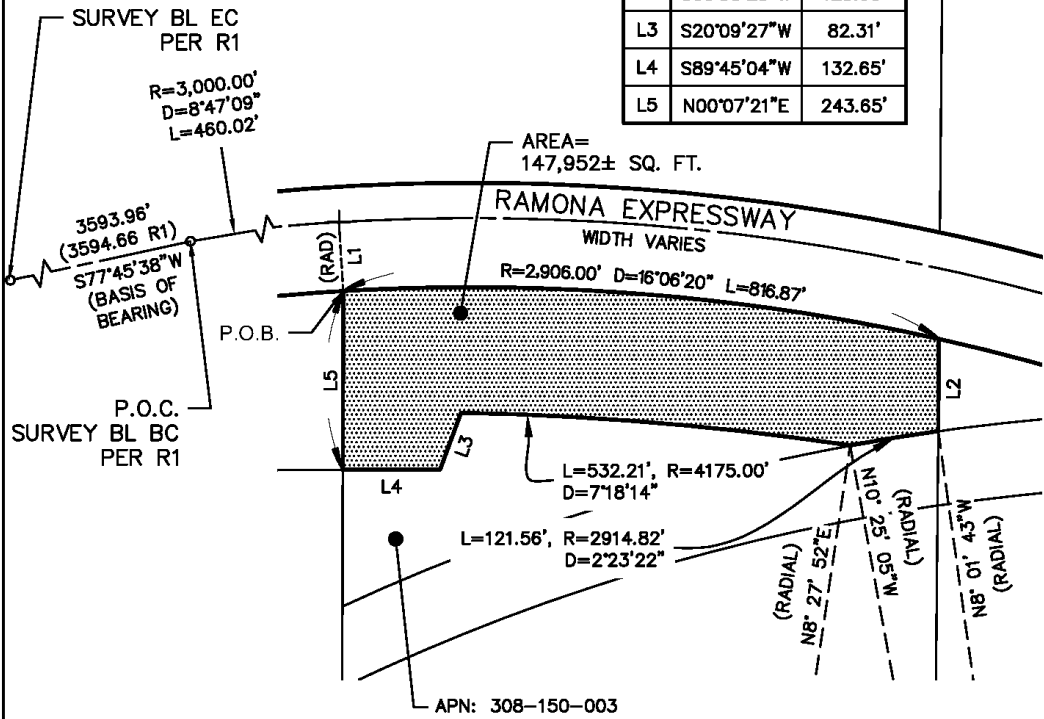 SURVEY BL EC
PER R1
R=3,000.00'
D=8°47'09"
L=460.02'
L3 S20°09'27"W 82.31'
L4 S89°45'04"W 132.65'
L5 N00°07'21"E 243.65'
AREA=
147,952± SQ. FT.
RAMONA EXPRESSWAY
WIDTH VARIES
3593.96'
(3594.66 R1)
S77°45'38"W
(BASIS OF
BEARING)
(RAD)
L1
R=2,906.00' D=16°06'20" L=816.87'
P.O.B.
L5
L2
P.O.C.
SURVEY BL BC
PER R1
L3
L4
L=532.21', R=4175.00'
D=7°18'14"
L=121.56', R=2914.82'
D=2°23'22"
(RADIAL)
N8° 27' 52"E
N10° 25' 05"W
(RADIAL)
N8° 01' 43"W
(RADIAL)
APN: 308-150-003